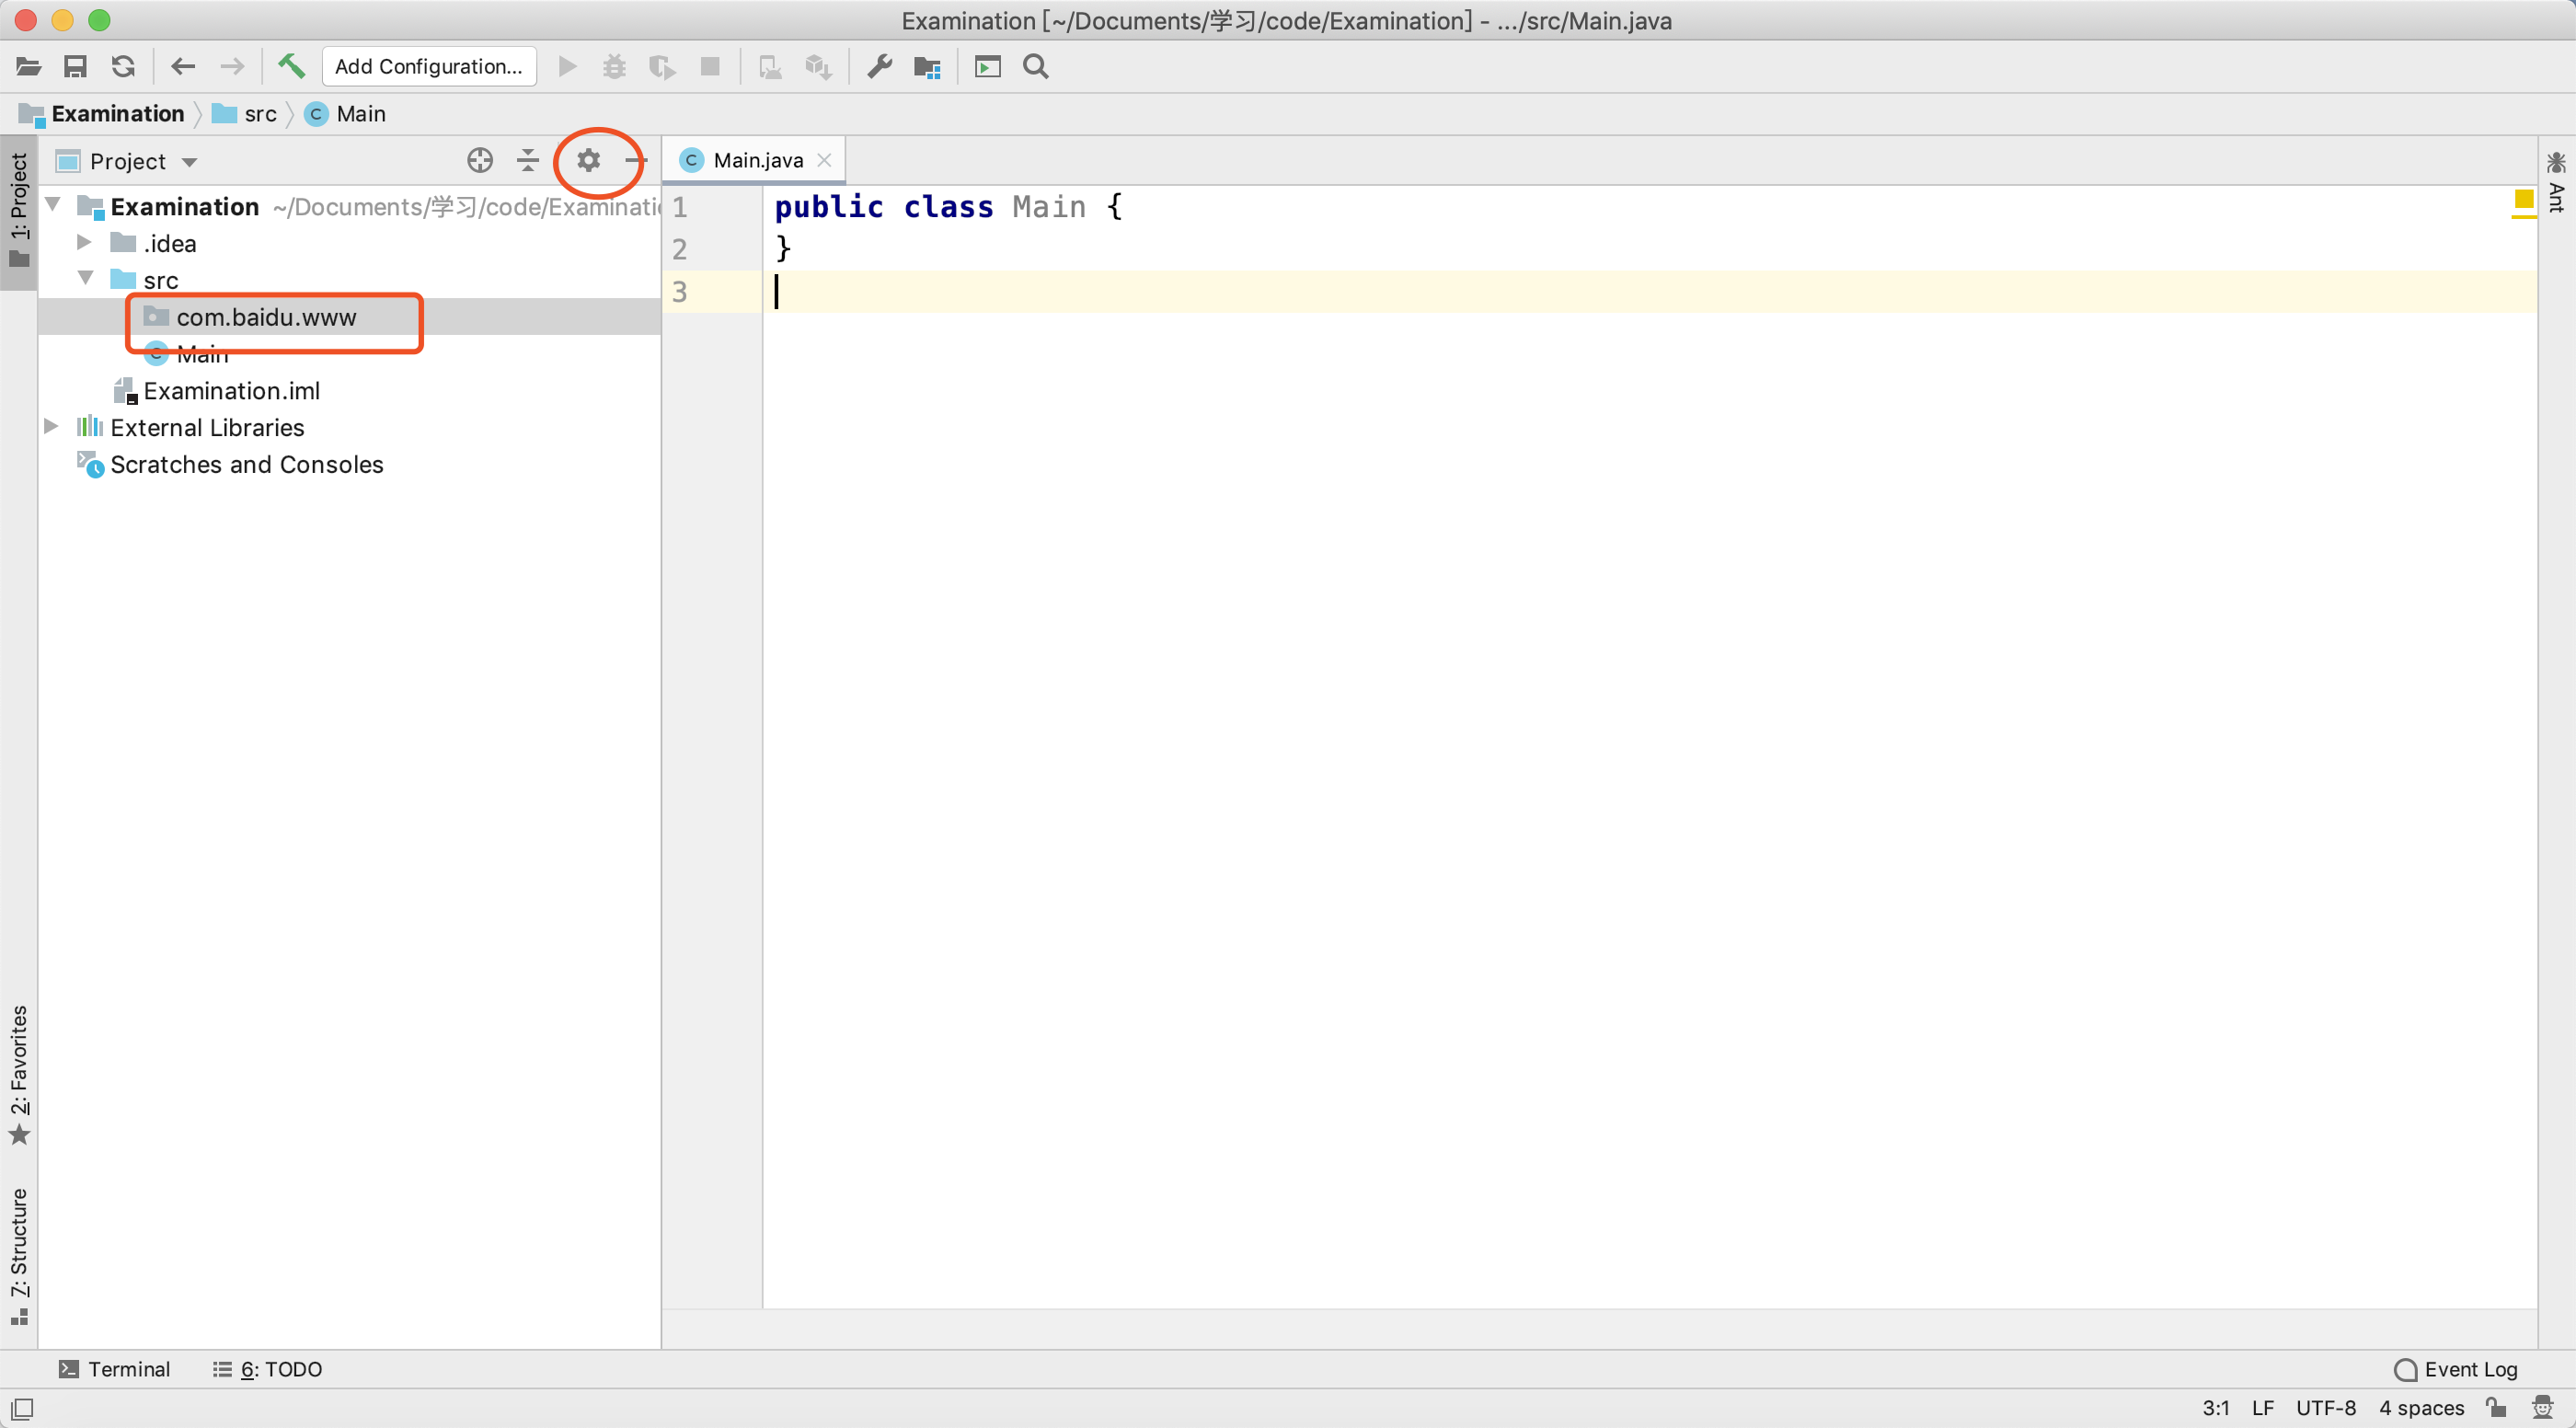 Examination [~/Documents/学习/code/Examination] - .../src/Main.java
Add Configuration...
Examination src C Main
1: Project
Project
C Main.java
Ant
Examination ~/Documents/学习/code/Examinati
.idea
src
com.baidu.www
C Main
Examination.iml
External Libraries
Scratches and Consoles
1 public class Main {
2 }
3
2: Favorites
7: Structure
Terminal
6: TODO
Event Log
3:1 LF UTF-8 4 spaces